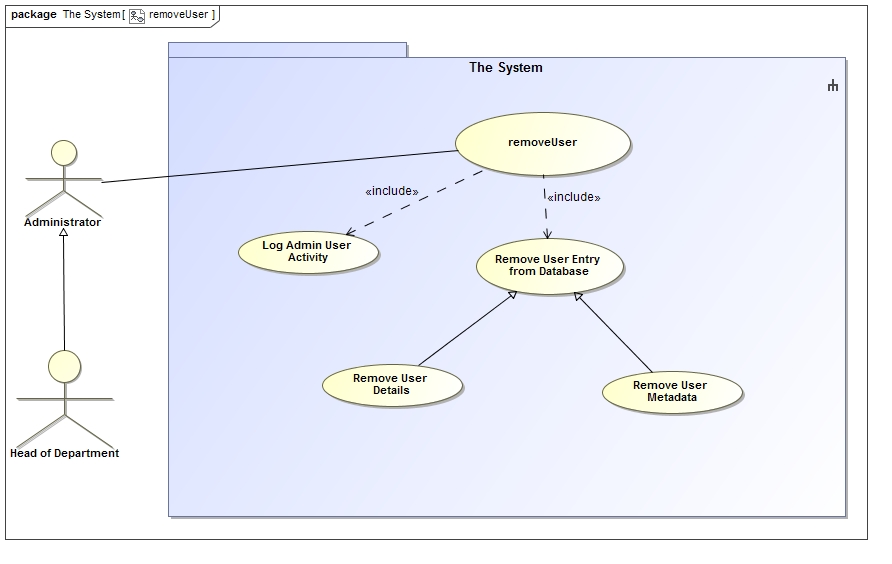 package The System[ removeUser ]
The System
removeUser
«include»
«include»
Administrator
Log Admin User
Activity
Remove User Entry
from Database
Remove User
Details
Remove User
Metadata
Head of Department